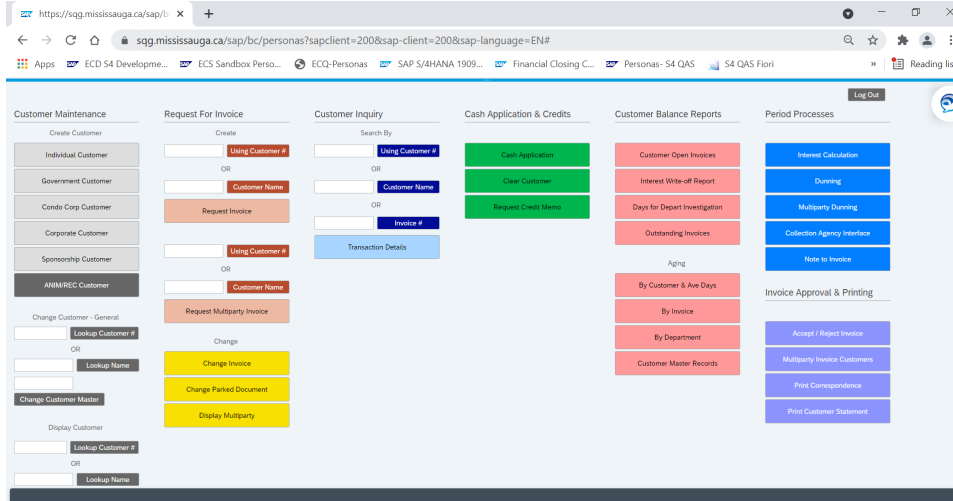 https://sqg.mississauga.ca/sap/b
sqg.mississauga.ca/sap/bc/personas?sapclient=200&sap-client=200&sap-language=EN#
Apps ECD S4 Developme... ECS Sandbox Perso... ECQ-Personas SAP S/4HANA 1909... Financial Closing C... Personas- S4 QAS S4 QAS Fiori » Reading lis
Log Out
Customer Maintenance
Create Customer
Individual Customer
Government Customer
Condo Corp Customer
Corporate Customer
Sponsorship Customer
ANIM/REC Customer
Change Customer - General
Lookup Customer #
OR
Lookup Name
Change Customer Master
Display Customer
Lookup Customer #
OR
Lookup Name
Request For Invoice
Create
Using Customer #
OR
Customer Name
Request Invoice
Using Customer #
OR
Customer Name
Request Multiparty Invoice
Change
Change Invoice
Change Parked Document
Display Multiparty
Customer Inquiry
Search By
Using Customer #
OR
Customer Name
OR
Invoice #
Transaction Details
Cash Application & Credits
Cash Application
Clear Customer
Request Credit Memo
Customer Balance Reports
Customer Open Invoices
Interest Write-off Report
Days for Depart Investigation
Outstanding Invoices
Aging
By Customer & Ave Days
By Invoice
By Department
Customer Master Records
Period Processes
Interest Calculation
Dunning
Multiparty Dunning
Collection Agency Interface
Note to Invoice
Invoice Approval & Printing
Accept / Reject Invoice
Multiparty Invoice Customers
Print Correspondence
Print Customer Statement